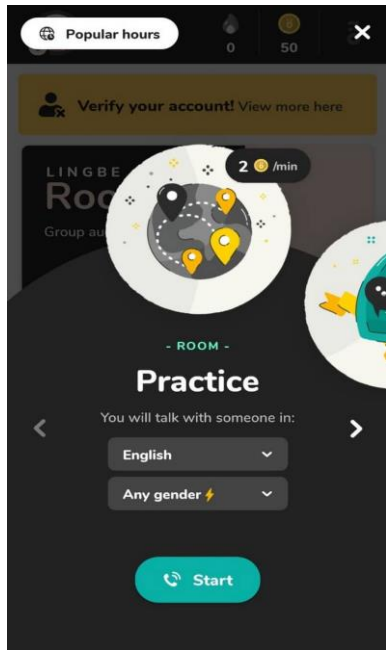 Popular hours
0
50
Verify your account! View more here
LINGBE
Roo
Group au
2 /min
- ROOM -
Practice
You will talk with someone in:
English
Any gender
Start